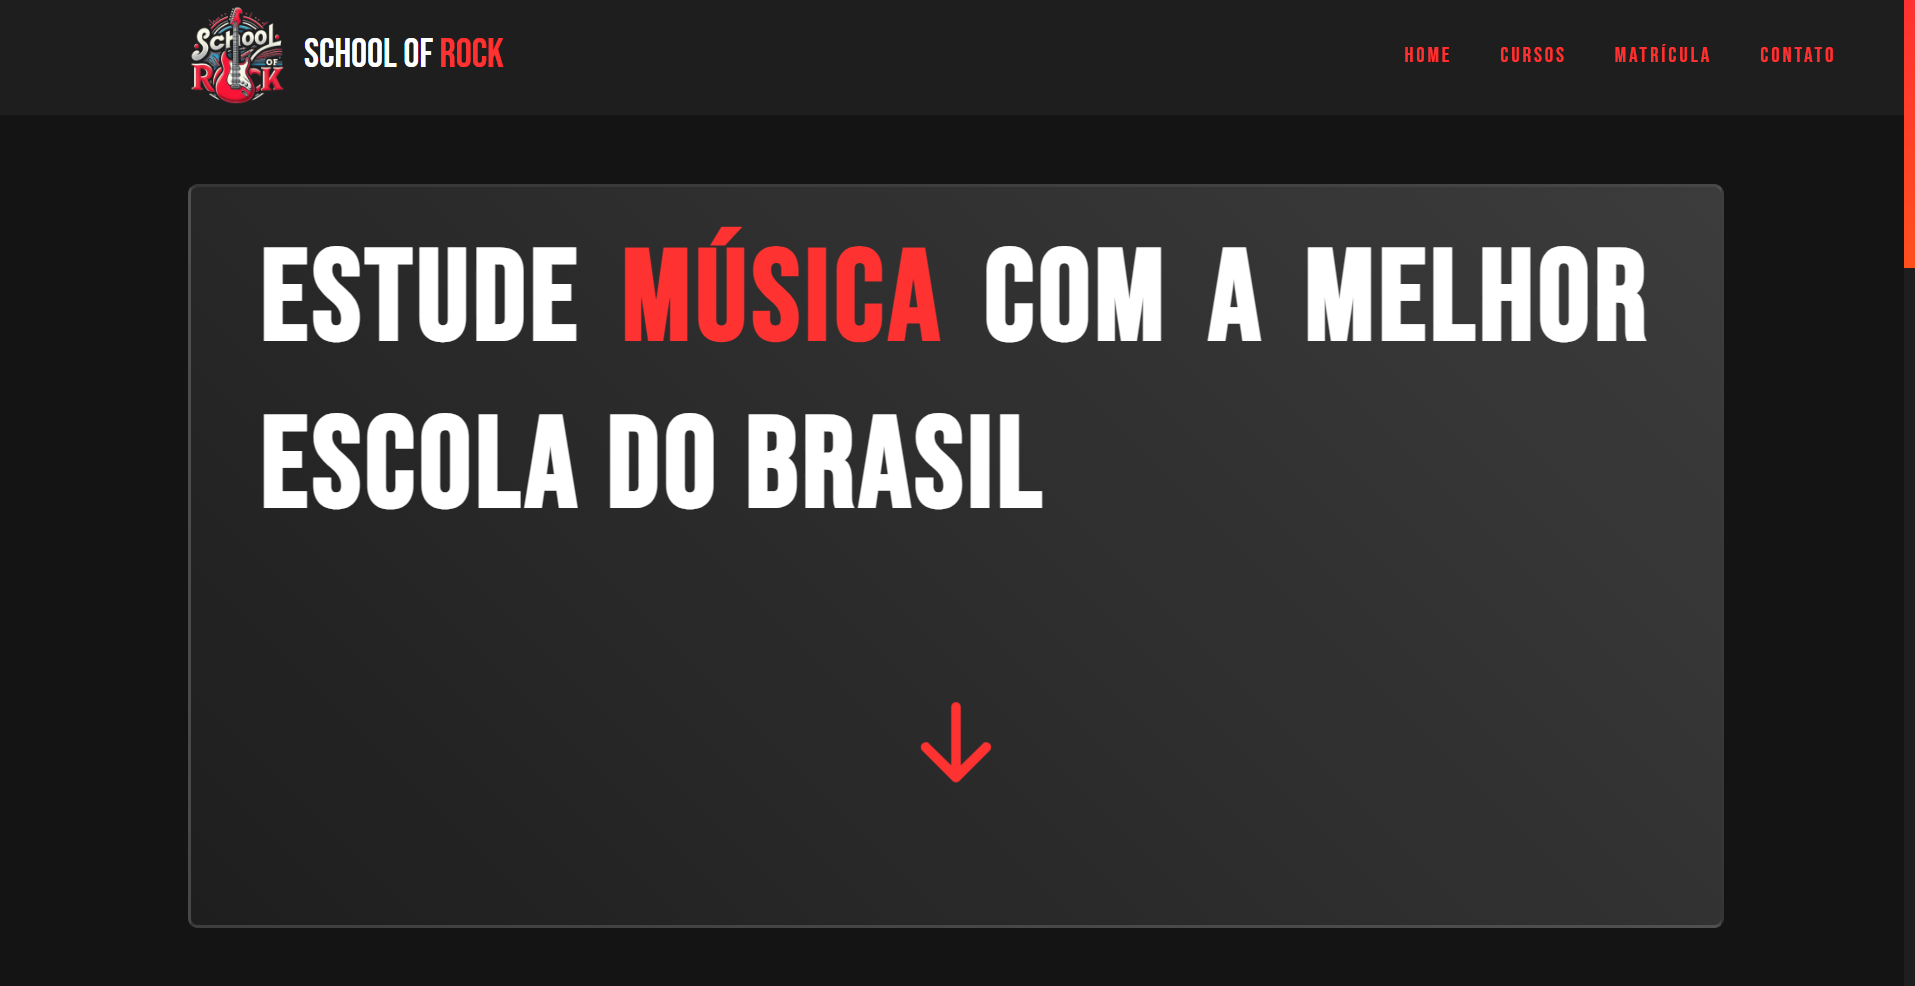 School
OF
ROCK
SCHOOL OF ROCK
HOME
CURSOS
MATRÍCULA
CONTATO
ESTUDE MÚSICA COM A MELHOR
ESCOLA DO BRASIL